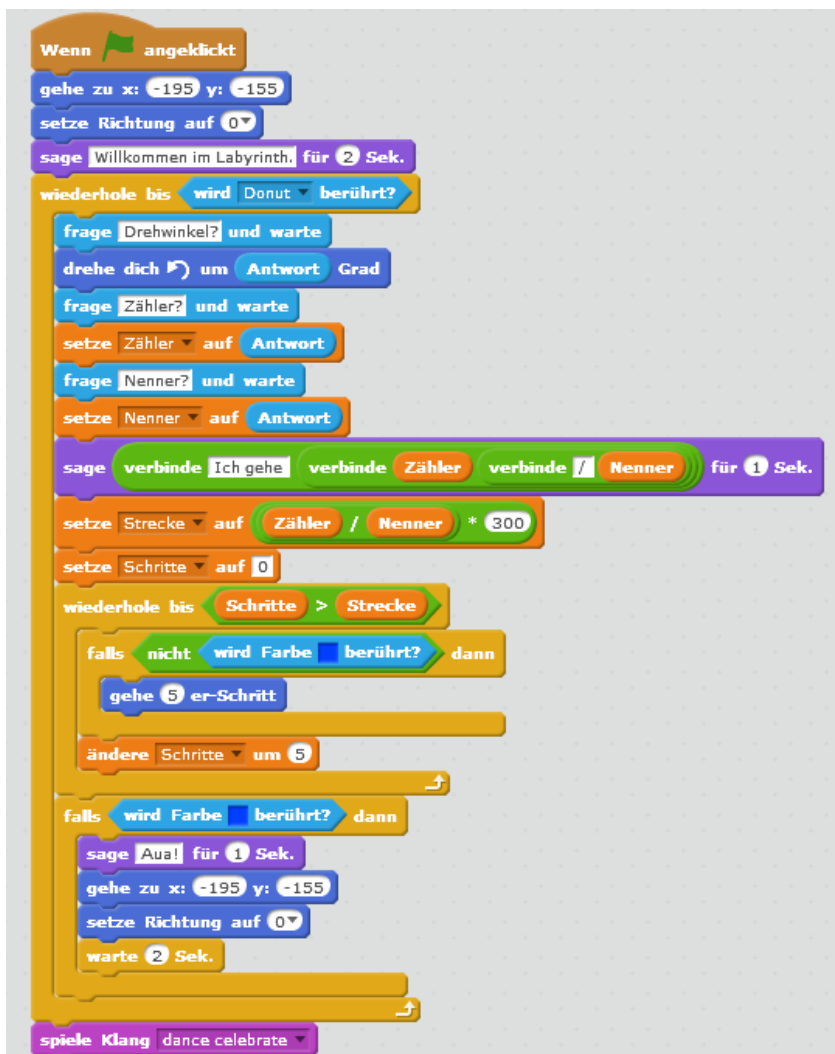 Wenn angeklickt
gehe zu x: -195 y: -155
setze Richtung auf 0
sage Willkommen im Labyrinth. für 2 Sek.
wiederhole bis wird Donut berührt?
frage Drehwinkel? und warte
drehe dich um Antwort Grad
frage Zähler? und warte
setze Zähler auf Antwort
frage Nenner? und warte
setze Nenner auf Antwort
sage verbinde Ich gehe verbinde Zähler verbinde / Nenner für 1 Sek.
setze Strecke auf Zähler / Nenner * 300
setze Schritte auf 0
wiederhole bis Schritte > Strecke
falls nicht wird Farbe berührt? dann
gehe 5 er-Schritt
ändere Schritte um 5
falls wird Farbe berührt? dann
sage Aua! für 1 Sek.
gehe zu x: -195 y: -155
setze Richtung auf 0
warte 2 Sek.
spiele Klang dance celebrate